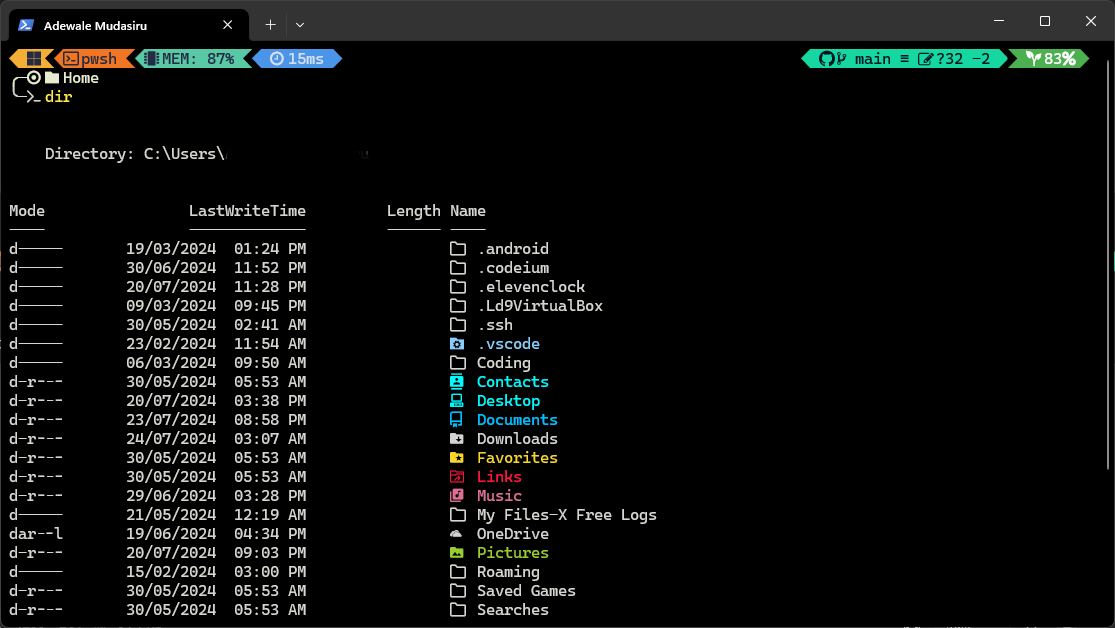 Adewale Mudasiru
pwsh MEM: 87% 15ms main ≡ ?32 -2 83%
Home
dir
Directory: C:\Users\
Mode LastWriteTime Length Name
d----- 19/03/2024 01:24 PM .android
d----- 30/06/2024 11:52 PM .codeium
d----- 20/07/2024 11:28 PM .elevenclock
d----- 09/03/2024 09:45 PM .Ld9VirtualBox
d----- 30/05/2024 02:41 AM .ssh
d----- 23/02/2024 11:54 AM .vscode
d----- 06/03/2024 09:50 AM Coding
d-r--- 30/05/2024 05:53 AM Contacts
d-r--- 20/07/2024 03:38 PM Desktop
d-r--- 23/07/2024 08:58 PM Documents
d-r--- 24/07/2024 03:07 AM Downloads
d-r--- 30/05/2024 05:53 AM Favorites
d-r--- 30/05/2024 05:53 AM Links
d-r--- 29/06/2024 03:28 PM Music
d----- 21/05/2024 12:19 AM My Files-X Free Logs
dar--l 19/06/2024 04:34 PM OneDrive
d-r--- 20/07/2024 09:03 PM Pictures
d----- 15/02/2024 03:00 PM Roaming
d-r--- 30/05/2024 05:53 AM Saved Games
d-r--- 30/05/2024 05:53 AM Searches